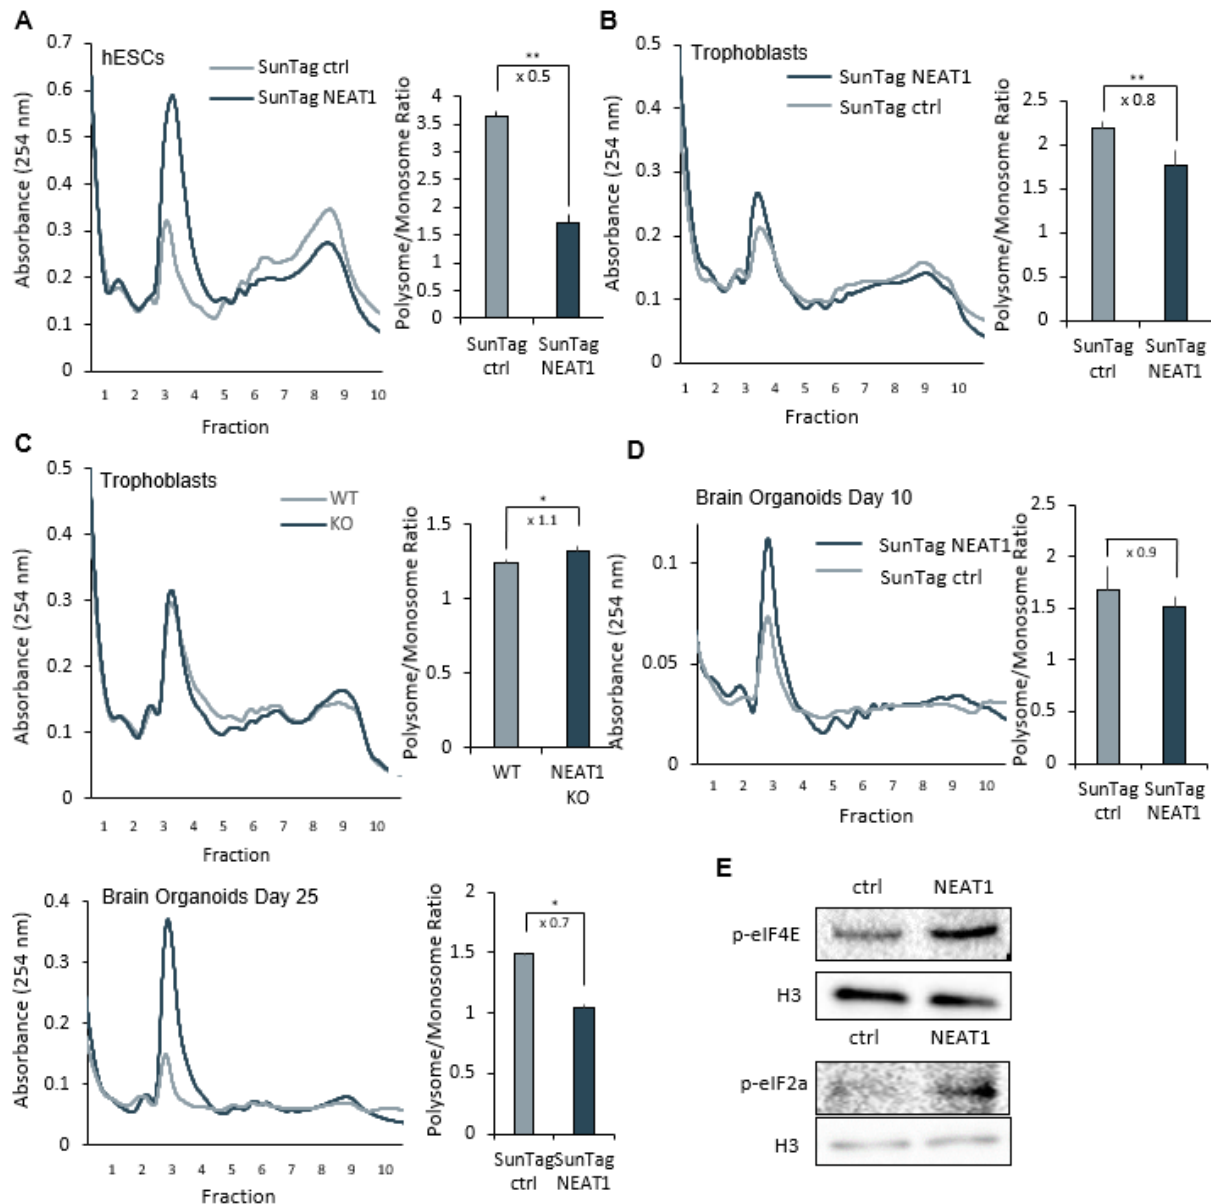 A
hESCs
SunTag ctrl
SunTag NEAT1
Absorbance (254 nm)
0.7
0.6
0.5
0.4
0.3
0.2
0.1
0
1 2 3 4 5 6 7 8 9 10
Fraction
**
x 0.5
Polysome/Monosome Ratio
4
3.5
3
2.5
2
1.5
1
0.5
0
SunTag SunTag
ctrl NEAT1
B
Trophoblasts
SunTag NEAT1
SunTag ctrl
Absorbance (254 nm)
0.5
0.4
0.3
0.2
0.1
0
1 2 3 4 5 6 7 8 9 10
Fraction
**
x 0.8
Polysome/Monosome Ratio
2.5
2
1.5
1
0.5
0
SunTag SunTag
ctrl NEAT1
C
Trophoblasts
WT
KO
Absorbance (254 nm)
0.5
0.4
0.3
0.2
0.1
0
1 2 3 4 5 6 7 8 9 10
Fraction
*
x 1.1
Polysome/Monosome Ratio
1.5
1
0.5
0
WT NEAT1
KO
D
Brain Organoids Day 10
SunTag NEAT1
SunTag ctrl
Absorbance (254 nm)
0.1
0.05
0
1 2 3 4 5 6 7 8 9 10
Fraction
x 0.9
Polysome/Monosome Ratio
2.5
2
1.5
1
0.5
0
SunTag SunTag
ctrl NEAT1
Brain Organoids Day 25
Absorbance (254 nm)
0.4
0.3
0.2
0.1
0
1 2 3 4 5 6 7 8 9 10
Fraction
*
x 0.7
Polysome/Monosome Ratio
2
1.5
1
0.5
0
SunTag SunTag
ctrl NEAT1
E
ctrl NEAT1
p-eIF4E
H3
ctrl NEAT1
p-eIF2a
H3